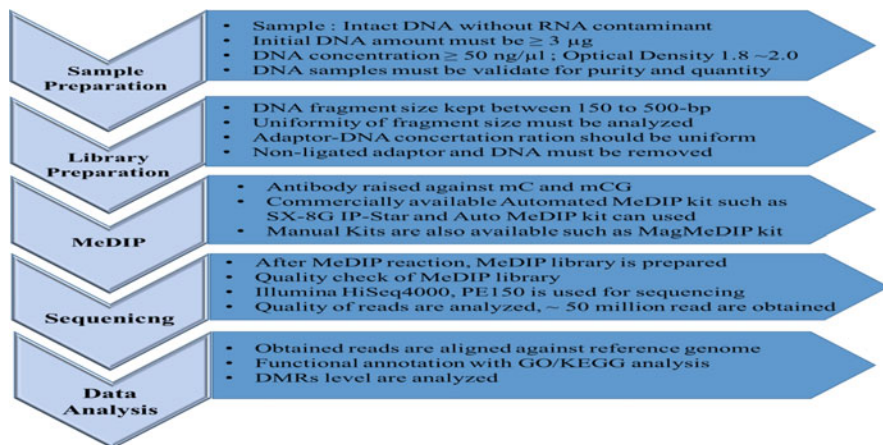 Sample Preparation
• Sample : Intact DNA without RNA contaminant
• Initial DNA amount must be ≥ 3 µg
• DNA concentration ≥ 50 ng/µl ; Optical Density 1.8 ~2.0
• DNA samples must be validate for purity and quantity
Library Preparation
• DNA fragment size kept between 150 to 500-bp
• Uniformity of fragment size must be analyzed
• Adaptor-DNA concertation ration should be uniform
• Non-ligated adaptor and DNA must be removed
MeDIP
• Antibody raised against mC and mCG
• Commercially available Automated MeDIP kit such as
SX-8G IP-Star and Auto MeDIP kit can used
• Manual Kits are also available such as MagMeDIP kit
Sequenicng
• After MeDIP reaction, MeDIP library is prepared
• Quality check of MeDIP library
• Illumina HiSeq4000, PE150 is used for sequencing
• Quality of reads are analyzed, ~ 50 million read are obtained
Data Analysis
• Obtained reads are aligned against reference genome
• Functional annotation with GO/KEGG analysis
• DMRs level are analyzed